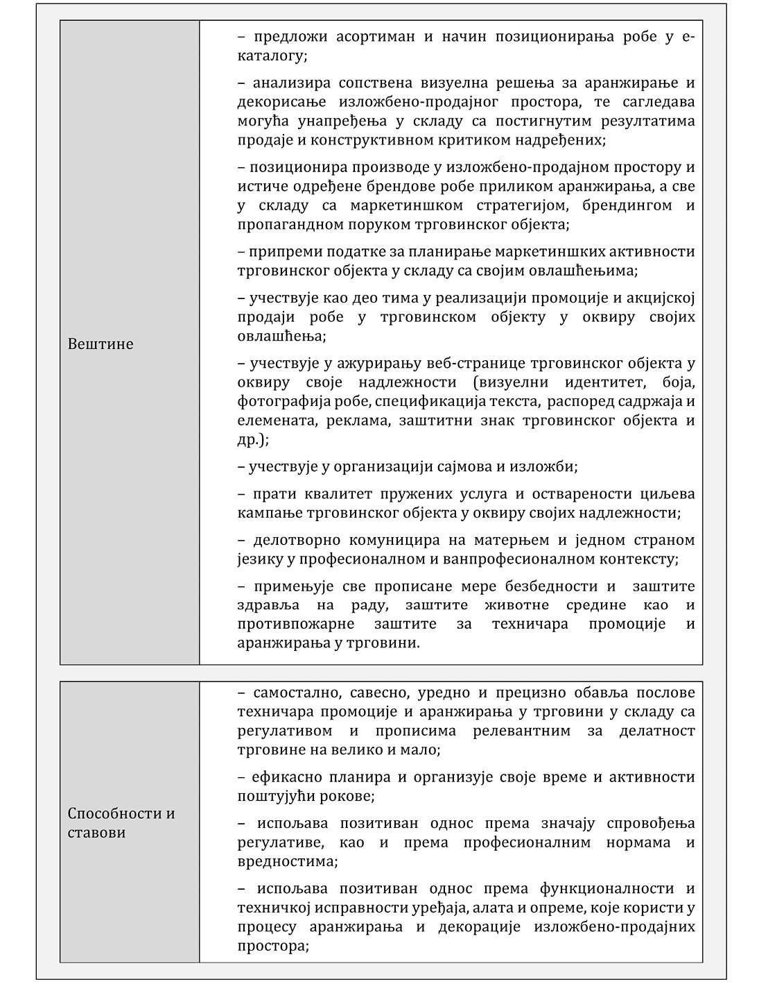 Вештине
– предложи асортиман и начин позиционирања робе у е-
каталогу;
– анализира сопствена визуелна решења за аранжирање и
декорисање изложбено-продајног простора, те сагледава
могућа унапређења у складу са постигнутим резултатима
продаје и конструктивном критиком надређених;
– позиционира производе у изложбено-продајном простору и
истиче одређене брендове робе приликом аранжирања, а све
у складу са маркетиншком стратегијом, брендингом и
пропагандном поруком трговинског објекта;
– припреми податке за планирање маркетиншких активности
трговинског објекта у складу са својим овлашћењима;
– учествује као део тима у реализацији промоције и акцијској
продаји робе у трговинском објекту у оквиру својих
овлашћења;
– учествује у ажурирању веб-странице трговинског објекта у
оквиру своје надлежности (визуелни идентитет, боја,
фотографија робе, спецификација текста, распоред садржаја и
елемената, реклама, заштитни знак трговинског објекта и
др.);
– учествује у организацији сајмова и изложби;
– прати квалитет пружених услуга и остварености циљева
кампање трговинског објекта у оквиру својих надлежности;
– делотворно комуницира на матерњем и једном страном
језику у професионалном и ванпрофесионалном контексту;
– примењује све прописане мере безбедности и заштите
здравља на раду, заштите животне средине као и
противпожарне заштите за техничара промоције и
аранжирања у трговини.
Способности и
ставови
– самостално, савесно, уредно и прецизно обавља послове
техничара промоције и аранжирања у трговини у складу са
регулативом и прописима релевантним за делатност
трговине на велико и мало;
– ефикасно планира и организује своје време и активности
поштујући рокове;
– испољава позитиван однос према значају спровођења
регулативе, као и према професионалним нормама и
вредностима;
– испољава позитиван однос према функционалности и
техничкој исправности уређаја, алата и опреме, које користи у
процесу аранжирања и декорације изложбено-продајних
простора;